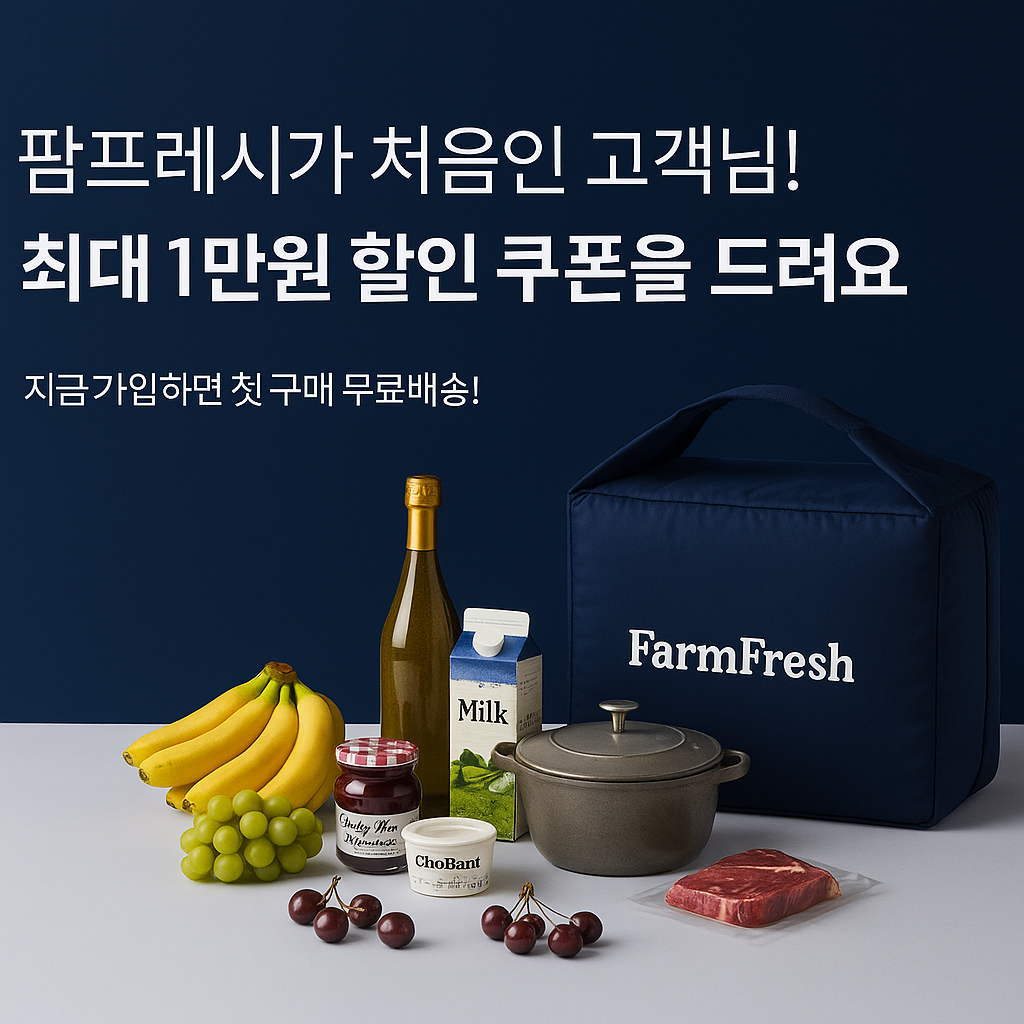 팜프레시가 처음인 고객님!
최대 1만원 할인 쿠폰을 드려요
지금 가입하면 첫 구매 무료배송!
FarmFresh
Milk
ChoBant